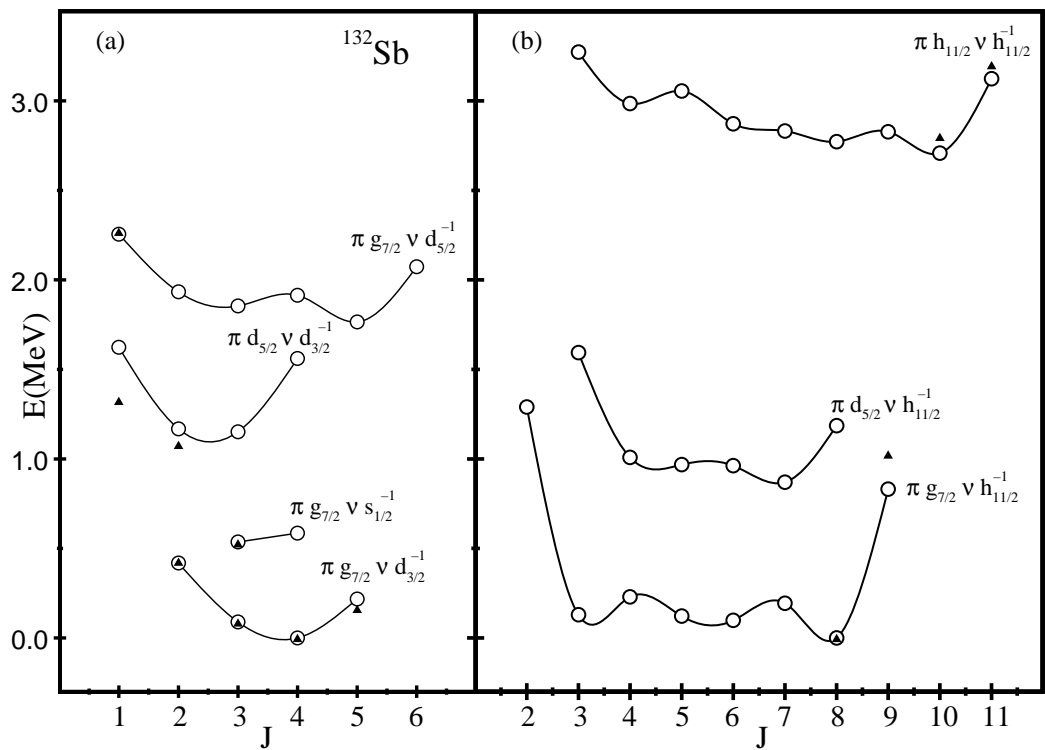 (a)
¹³²Sb
(b)
π h₁₁/₂ ν h₁₁/₂⁻¹
3.0
π g₇/₂ ν d₅/₂⁻¹
2.0
π d₅/₂ ν d₃/₂⁻¹
E(MeV)
π d₅/₂ ν h₁₁/₂⁻¹
1.0
π g₇/₂ ν s₁/₂⁻¹
π g₇/₂ ν h₁₁/₂⁻¹
π g₇/₂ ν d₃/₂⁻¹
0.0
1 2 3 4 5 6
2 3 4 5 6 7 8 9 10 11
J
J